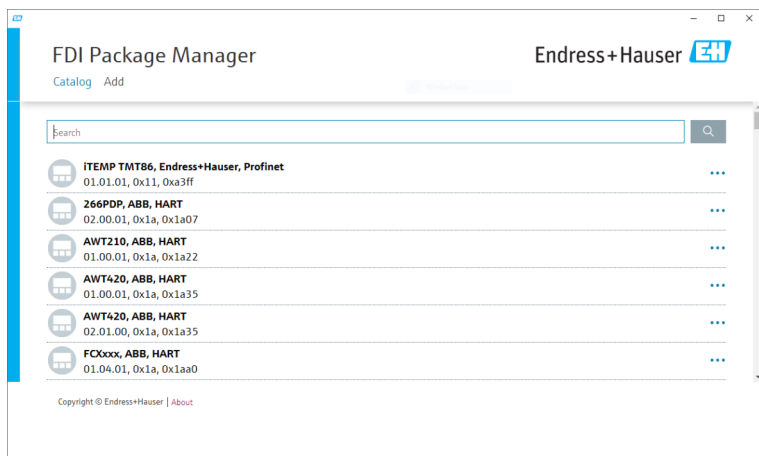 EH
FDI Package Manager
Endress+Hauser EH
Catalog Add
Search
iTEMP TMT86, Endress+Hauser, Profinet
01.01.01, 0x11, 0xa3ff
266PDP, ABB, HART
02.00.01, 0x1a, 0x1a07
AWT210, ABB, HART
01.00.01, 0x1a, 0x1a22
AWT420, ABB, HART
01.00.01, 0x1a, 0x1a35
AWT420, ABB, HART
02.01.00, 0x1a, 0x1a35
FCXxxx, ABB, HART
01.04.01, 0x1a, 0x1aa0
Copyright © Endress+Hauser | About